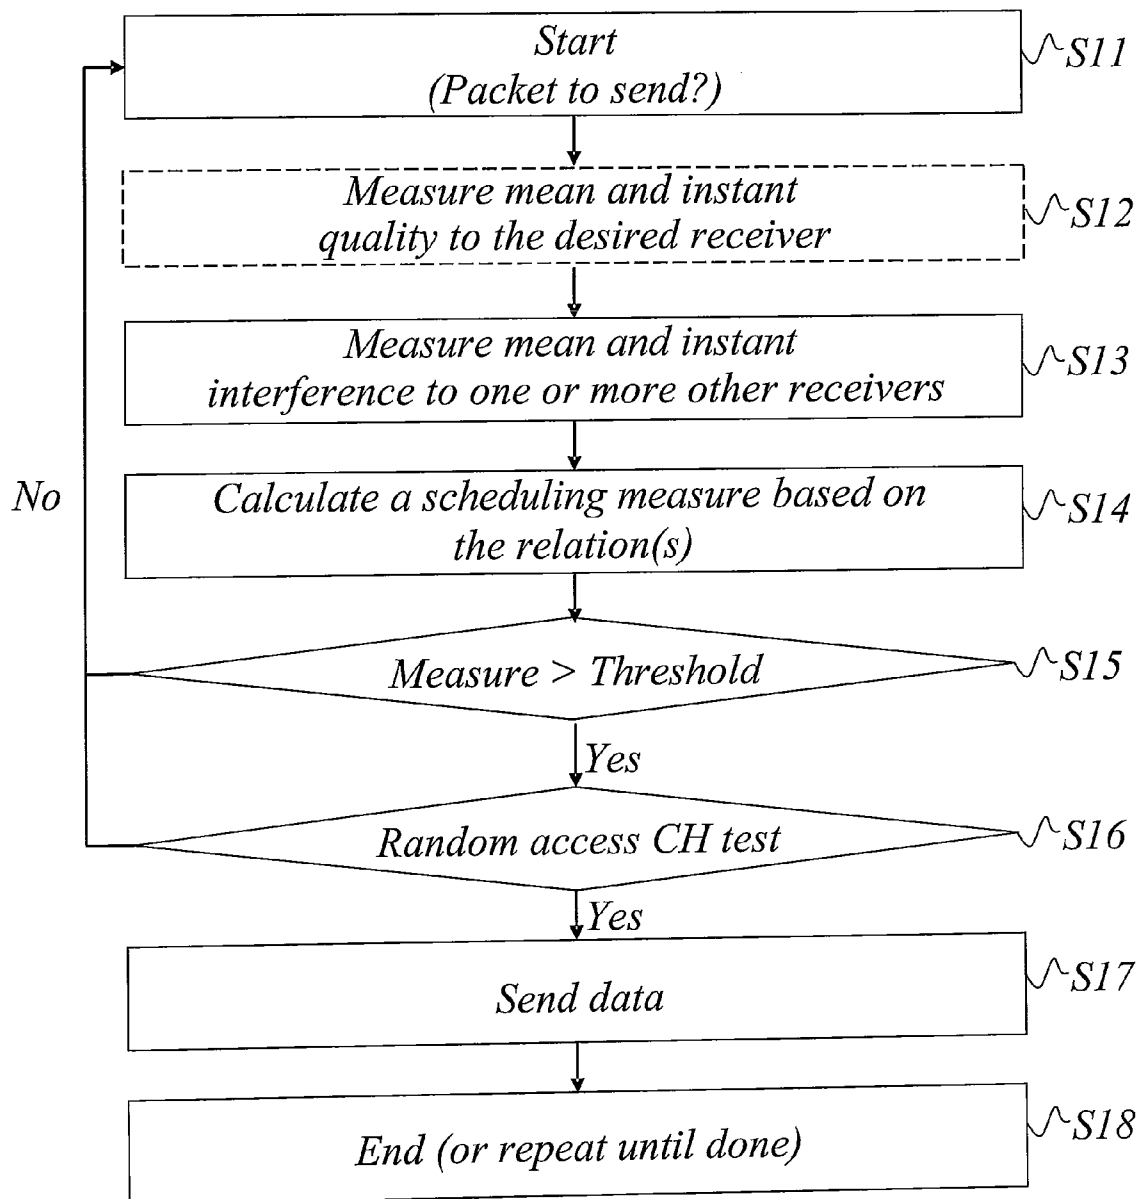 Start
(Packet to send?)
S11
Measure mean and instant
quality to the desired receiver
S12
Measure mean and instant
interference to one or more other receivers
S13
Calculate a scheduling measure based on
the relation(s)
S14
No
Measure > Threshold
S15
Yes
Random access CH test
S16
Yes
Send data
S17
End (or repeat until done)
S18